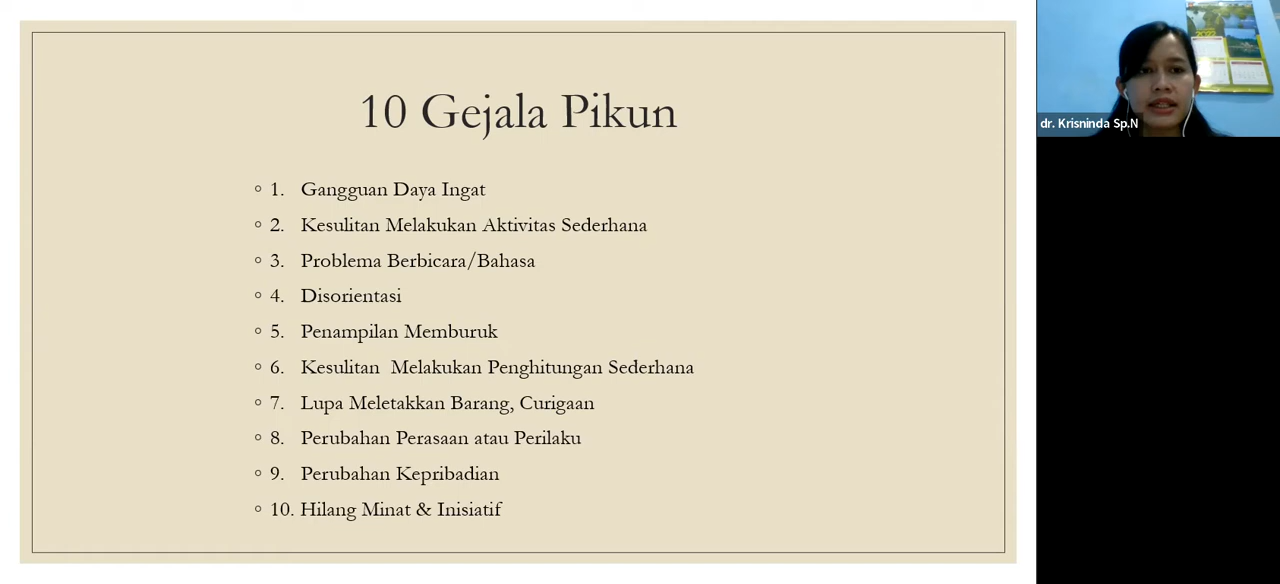 10 Gejala Pikun
1. Gangguan Daya Ingat
2. Kesulitan Melakukan Aktivitas Sederhana
3. Problema Berbicara/Bahasa
4. Disorientasi
5. Penampilan Memburuk
6. Kesulitan  Melakukan Penghitungan Sederhana
7. Lupa Meletakkan Barang, Curigaan
8. Perubahan Perasaan atau Perilaku
9. Perubahan Kepribadian
10. Hilang Minat & Inisiatif
2022
dr. Krisninda Sp.N